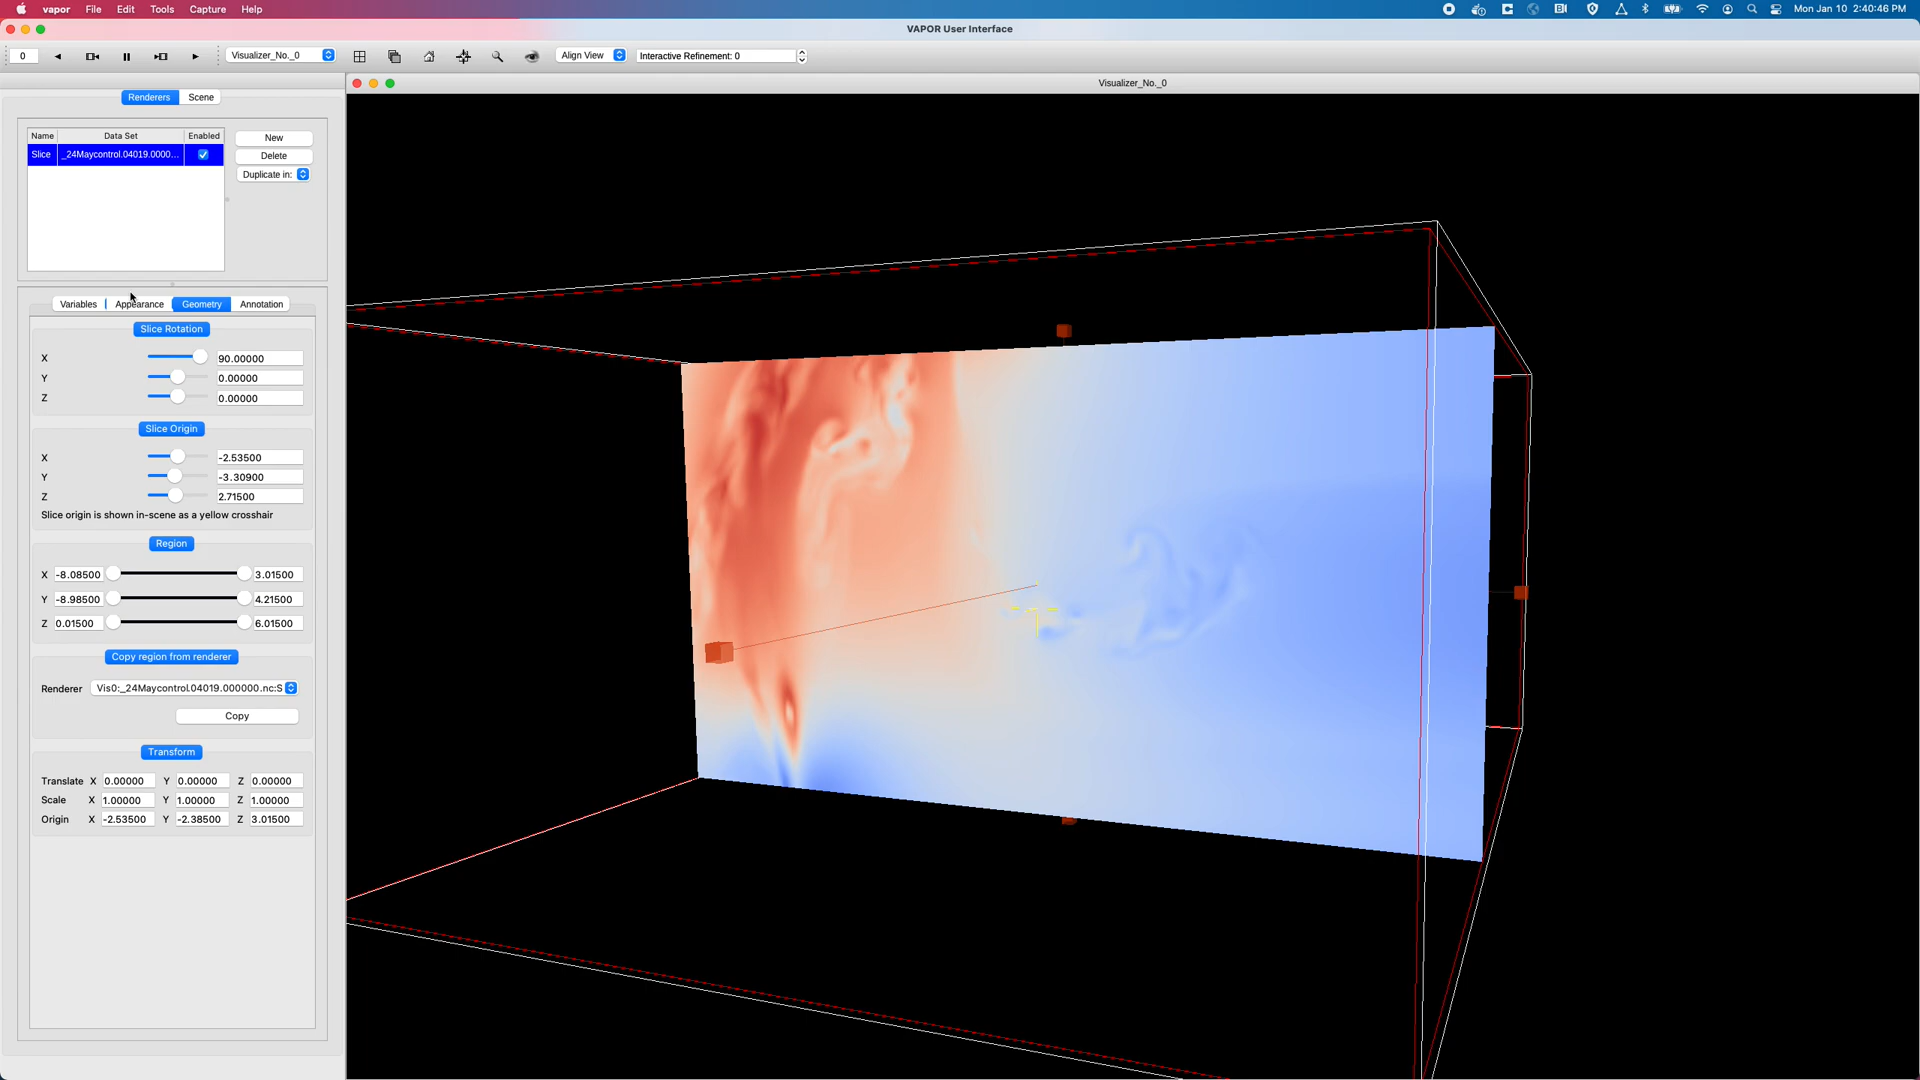 vapor File Edit Tools Capture Help Mon Jan 10 2:40:46 PM
VAPOR User Interface
0 Visualizer_No._0 Align View Interactive Refinement: 0
Visualizer_No._0
Renderers Scene
Name Data Set Enabled
Slice _24Maycontrol.04019.0000...
New
Delete
Duplicate in:
Variables Appearance Geometry Annotation
Slice Rotation
X 90.00000
Y 0.00000
Z 0.00000
Slice Origin
X -2.53500
Y -3.30900
Z 2.71500
Slice origin is shown in-scene as a yellow crosshair
Region
X -8.08500 3.01500
Y -8.98500 4.21500
Z 0.01500 6.01500
Copy region from renderer
Renderer Vis0:_24Maycontrol.04019.000000.nc:S
Copy
Transform
Translate X 0.00000 Y 0.00000 Z 0.00000
Scale X 1.00000 Y 1.00000 Z 1.00000
Origin X -2.53500 Y -2.38500 Z 3.01500